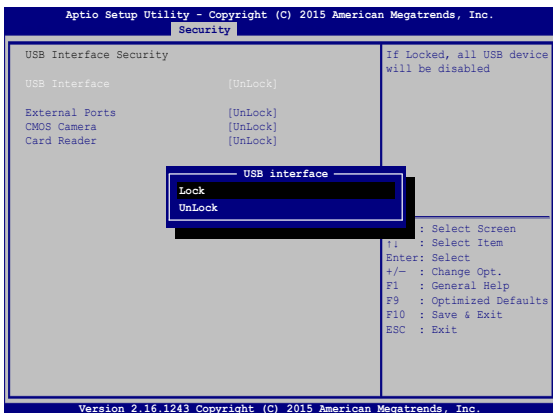 Aptio Setup Utility - Copyright (C) 2015 American Megatrends, Inc.
Security
USB Interface Security
USB Interface [UnLock]
External Ports [UnLock]
CMOS Camera [UnLock]
Card Reader [UnLock]
USB interface
Lock
UnLock
If Locked, all USB device
will be disabled
: Select Screen
↑↓ : Select Item
Enter: Select
+/— : Change Opt.
F1 : General Help
F9 : Optimized Defaults
F10 : Save & Exit
ESC : Exit
Version 2.16.1243 Copyright (C) 2015 American Megatrends, Inc.